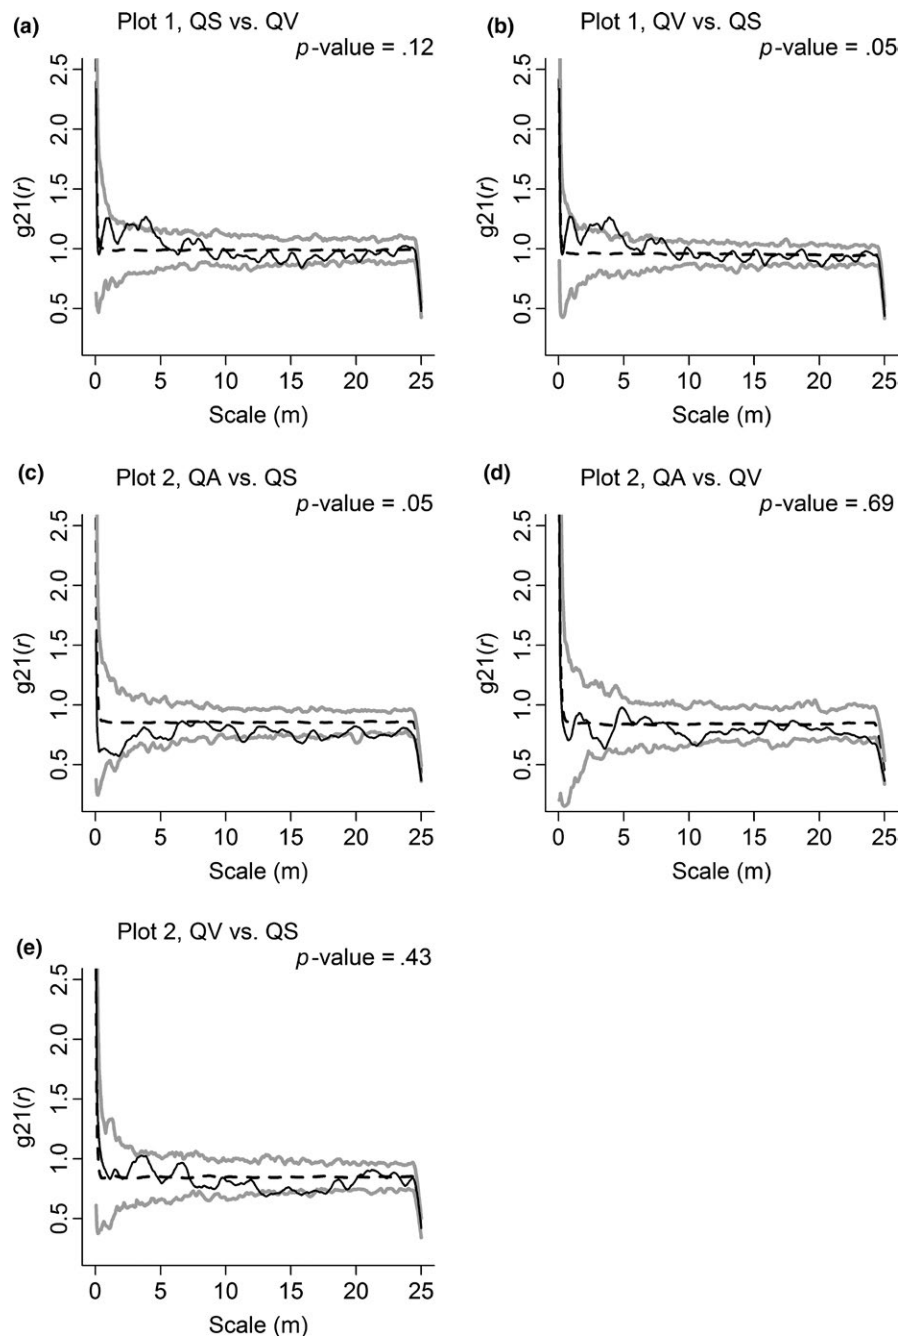 (a) Plot 1, QS vs. QV
p-value = .12
g21(r)
2.5
2.0
1.5
1.0
0.5
0 5 10 15 20 25
Scale (m)
(b) Plot 1, QV vs. QS
p-value = .05
g21(r)
2.5
2.0
1.5
1.0
0.5
0 5 10 15 20 25
Scale (m)
(c) Plot 2, QA vs. QS
p-value = .05
g21(r)
2.5
2.0
1.5
1.0
0.5
0 5 10 15 20 25
Scale (m)
(d) Plot 2, QA vs. QV
p-value = .69
g21(r)
2.5
2.0
1.5
1.0
0.5
0 5 10 15 20 25
Scale (m)
(e) Plot 2, QV vs. QS
p-value = .43
g21(r)
2.5
2.0
1.5
1.0
0.5
0 5 10 15 20 25
Scale (m)